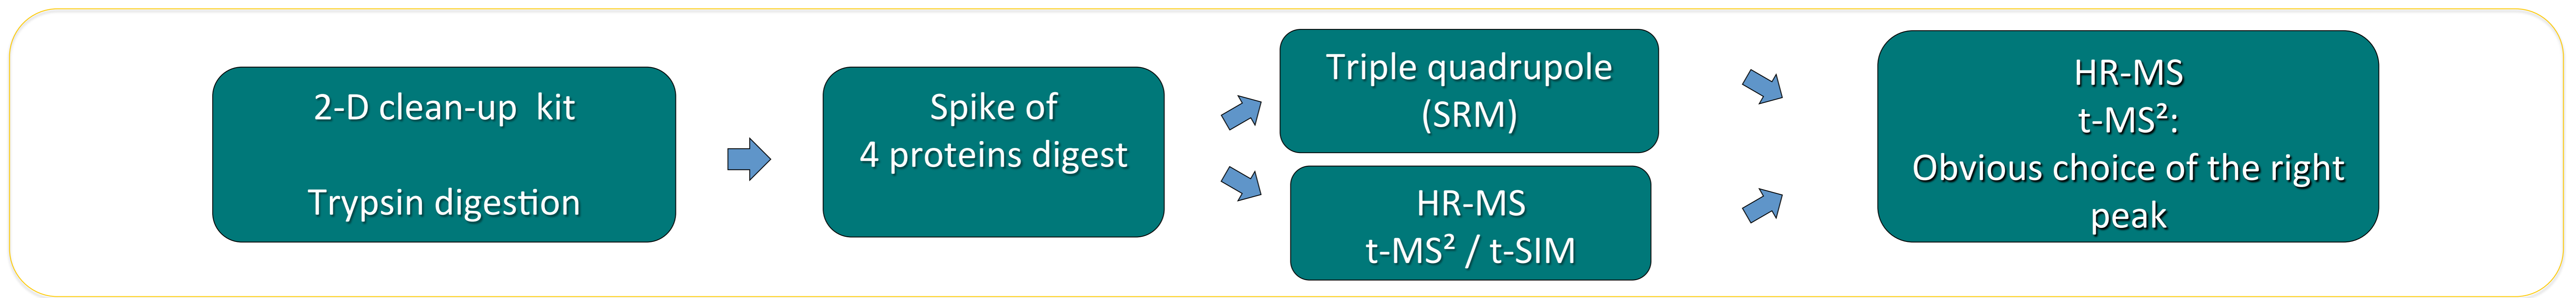 2-D clean-up  kit
Trypsin digestion
Spike of
4 proteins digest
Triple quadrupole
(SRM)
HR-MS
t-MS² / t-SIM
HR-MS
t-MS²:
Obvious choice of the right
peak